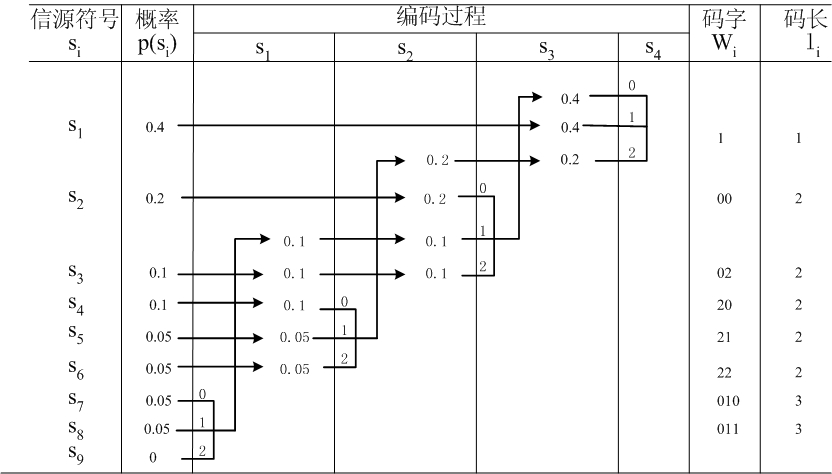 信源符号 概率 编码过程 码字 码长
si p(si) s1 s2 s3 s4 Wi li
0
0.4
s1 0.4 0.4 1 1 1
0.2 0.2 2
s2 0.2 0.2 0 00 2
0.1 0.1 1
s3 0.1 0.1 0.1 2 02 2
s4 0.1 0.1 0 20 2
s5 0.05 0.05 1 21 2
s6 0.05 0.05 2 22 2
s7 0.05 0 010 3
s8 0.05 1 011 3
s9 0 2